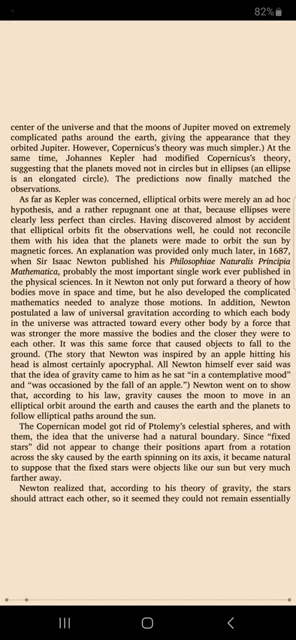 82%
center of the universe and that the moons of Jupiter moved on extremely
complicated paths around the earth, giving the appearance that they
orbited Jupiter. However, Copernicus's theory was much simpler.) At the
same time, Johannes Kepler had modified Copernicus's theory,
suggesting that the planets moved not in circles but in ellipses (an ellipse
is an elongated circle). The predictions now finally matched the
observations.
As far as Kepler was concerned, elliptical orbits were merely an ad hoc
hypothesis, and a rather repugnant one at that, because ellipses were
clearly less perfect than circles. Having discovered almost by accident
that elliptical orbits fit the observations well, he could not reconcile
them with his idea that the planets were made to orbit the sun by
magnetic forces. An explanation was provided only much later, in 1687,
when Sir Isaac Newton published his Philosophiae Naturalis Principia
Mathematica, probably the most important single work ever published in
the physical sciences. In it Newton not only put forward a theory of how
bodies move in space and time, but he also developed the complicated
mathematics needed to analyze those motions. In addition, Newton
postulated a law of universal gravitation according to which each body
in the universe was attracted toward every other body by a force that
was stronger the more massive the bodies and the closer they were to
each other. It was this same force that caused objects to fall to the
ground. (The story that Newton was inspired by an apple hitting his
head is almost certainly apocryphal. All Newton himself ever said was
that the idea of gravity came to him as he sat “in a contemplative mood”
and “was occasioned by the fall of an apple.”) Newton went on to show
that, according to his law, gravity causes the moon to move in an
elliptical orbit around the earth and causes the earth and the planets to
follow elliptical paths around the sun.
The Copernican model got rid of Ptolemy's celestial spheres, and with
them, the idea that the universe had a natural boundary. Since “fixed
stars” did not appear to change their positions apart from a rotation
across the sky caused by the earth spinning on its axis, it became natural
to suppose that the fixed stars were objects like our sun but very much
farther away.
Newton realized that, according to his theory of gravity, the stars
should attract each other, so it seemed they could not remain essentially